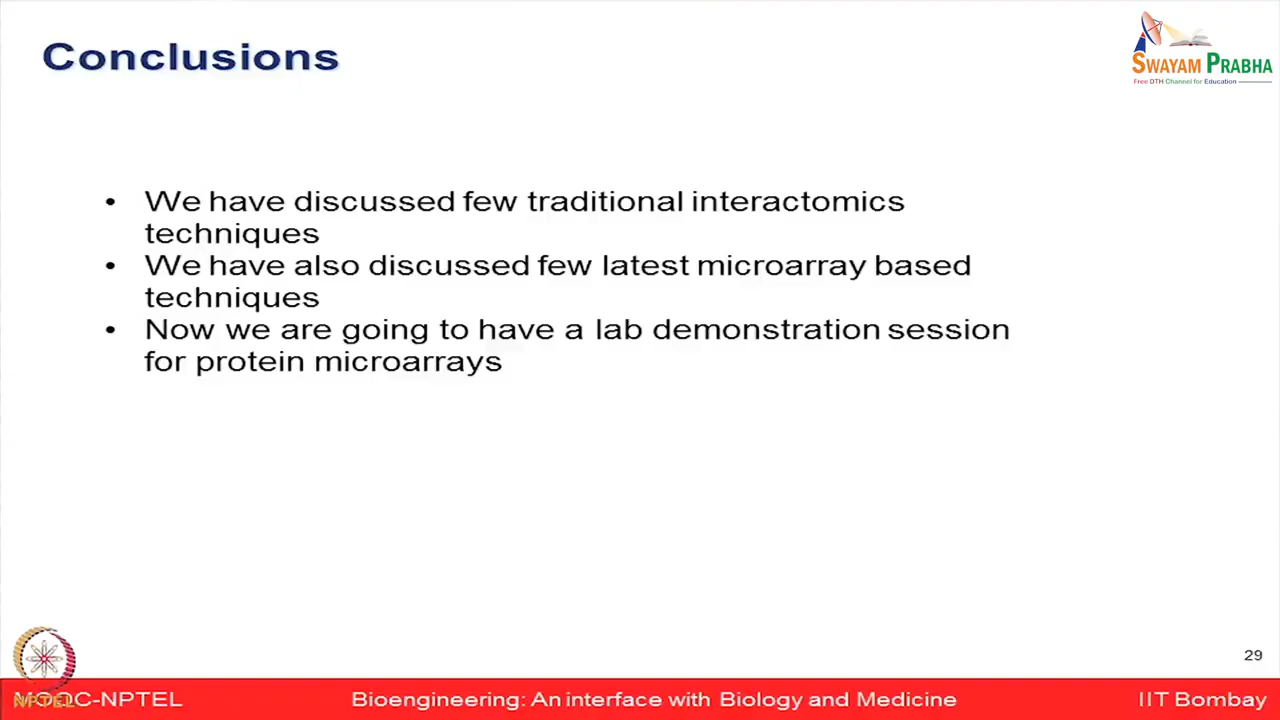 Conclusions
SWAYAM PRABHA
Free DTH Channel for Education
• We have discussed few traditional interactomics
techniques
• We have also discussed few latest microarray based
techniques
• Now we are going to have a lab demonstration session
for protein microarrays
29
NPTEL
MOOC-NPTEL
Bioengineering: An interface with Biology and Medicine
IIT Bombay